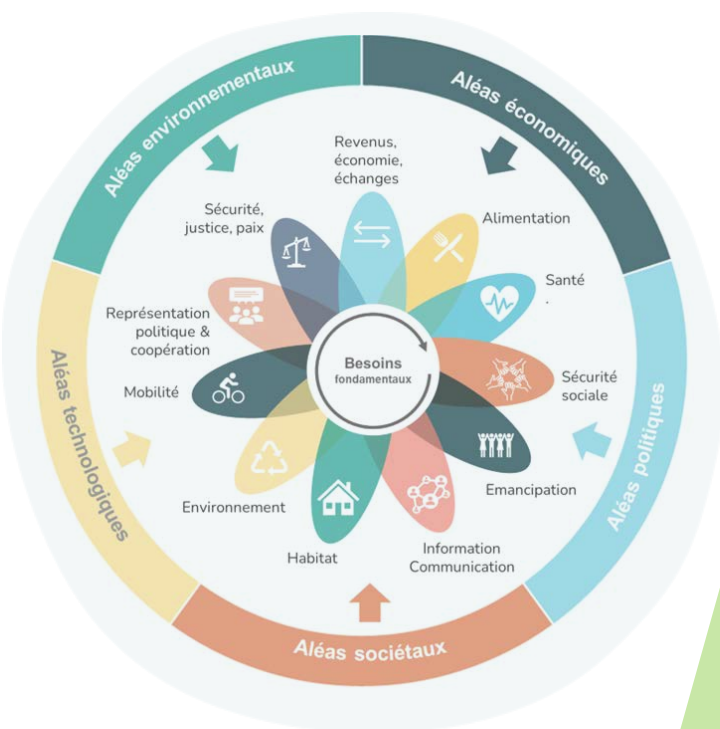 Aléas environnementaux
Aléas économiques
Revenus,
économie,
échanges
Sécurité,
justice, paix
Alimentation
Santé
.
Représentation
politique &
coopération
Besoins
fondamentaux
Mobilité
Sécurité
sociale
Aléas technologiques
Aléas politiques
Emancipation
Environnement
Habitat
Information
Communication
Aléas sociétaux